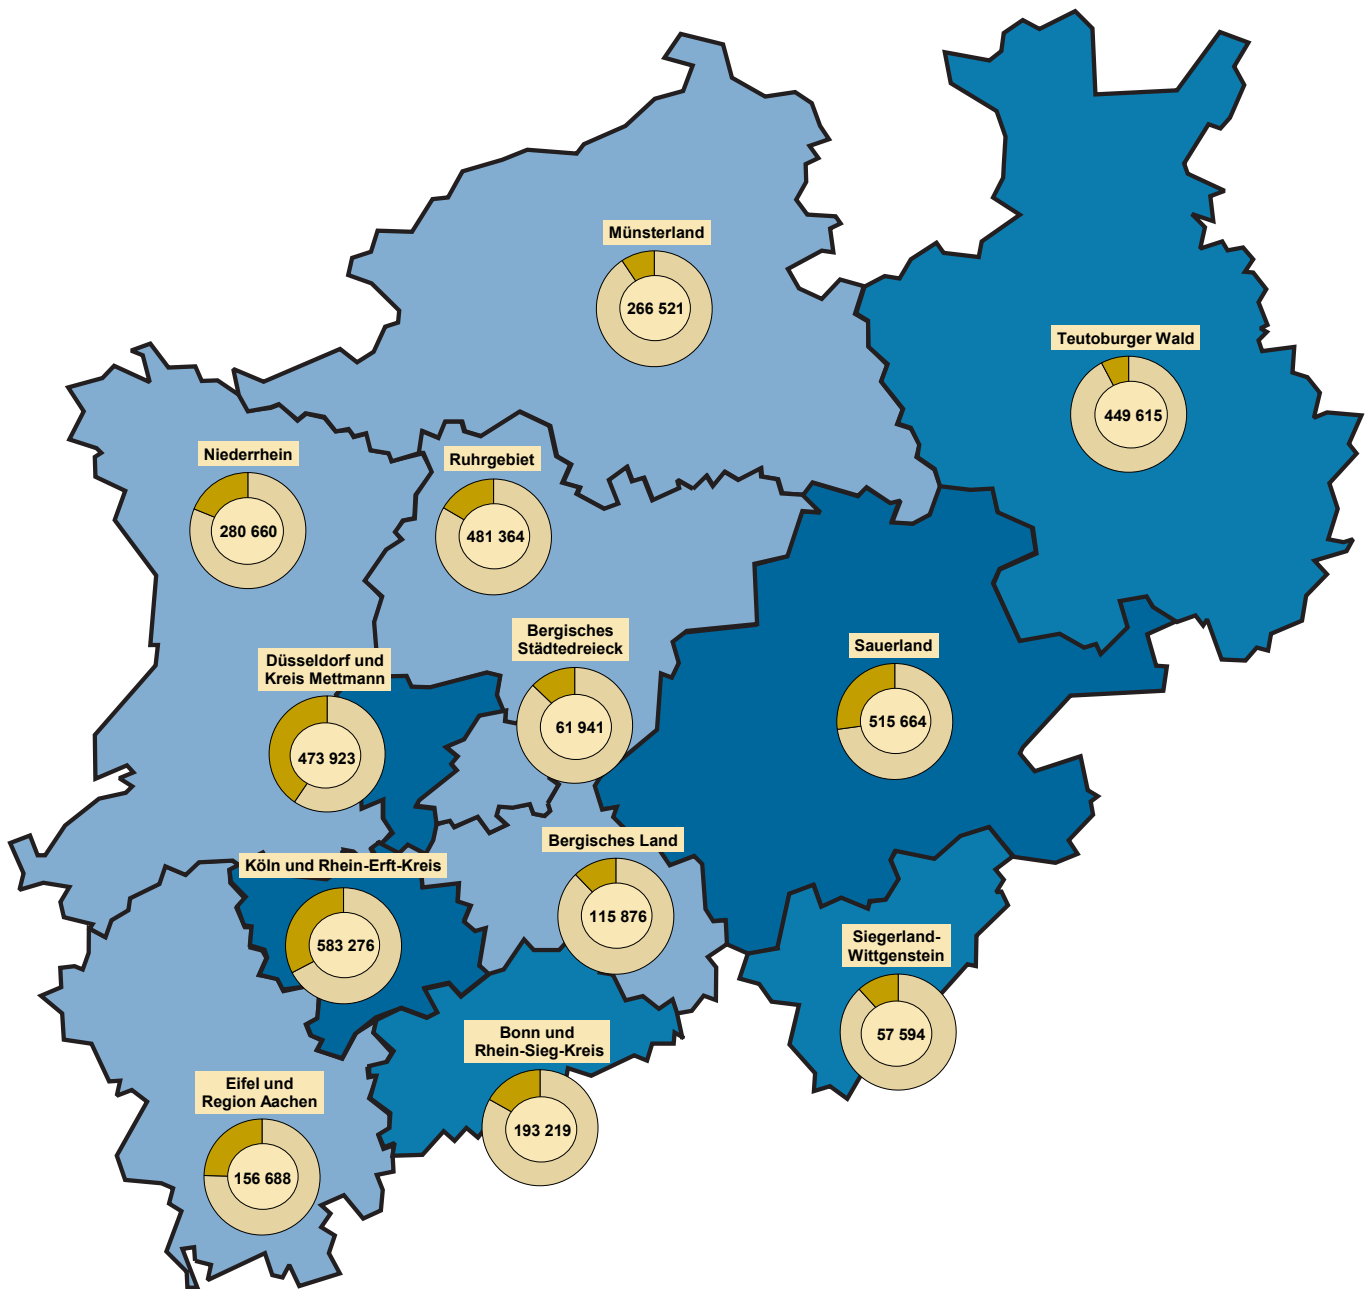 Münsterland
266 521
Teutoburger Wald
449 615
Niederrhein
280 660
Ruhrgebiet
481 364
Bergisches
Städtedreieck
61 941
Düsseldorf und
Kreis Mettmann
473 923
Sauerland
515 664
Bergisches Land
115 876
Köln und Rhein-Erft-Kreis
583 276
Siegerland-
Wittgenstein
57 594
Bonn und
Rhein-Sieg-Kreis
193 219
Eifel und
Region Aachen
156 688